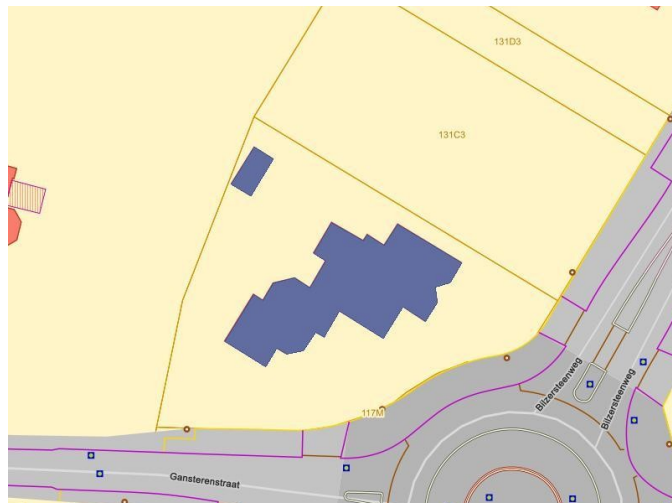 131D3
131C3
117M
Bilzersteenweg
Bilzersteenweg
Gansterenstraat